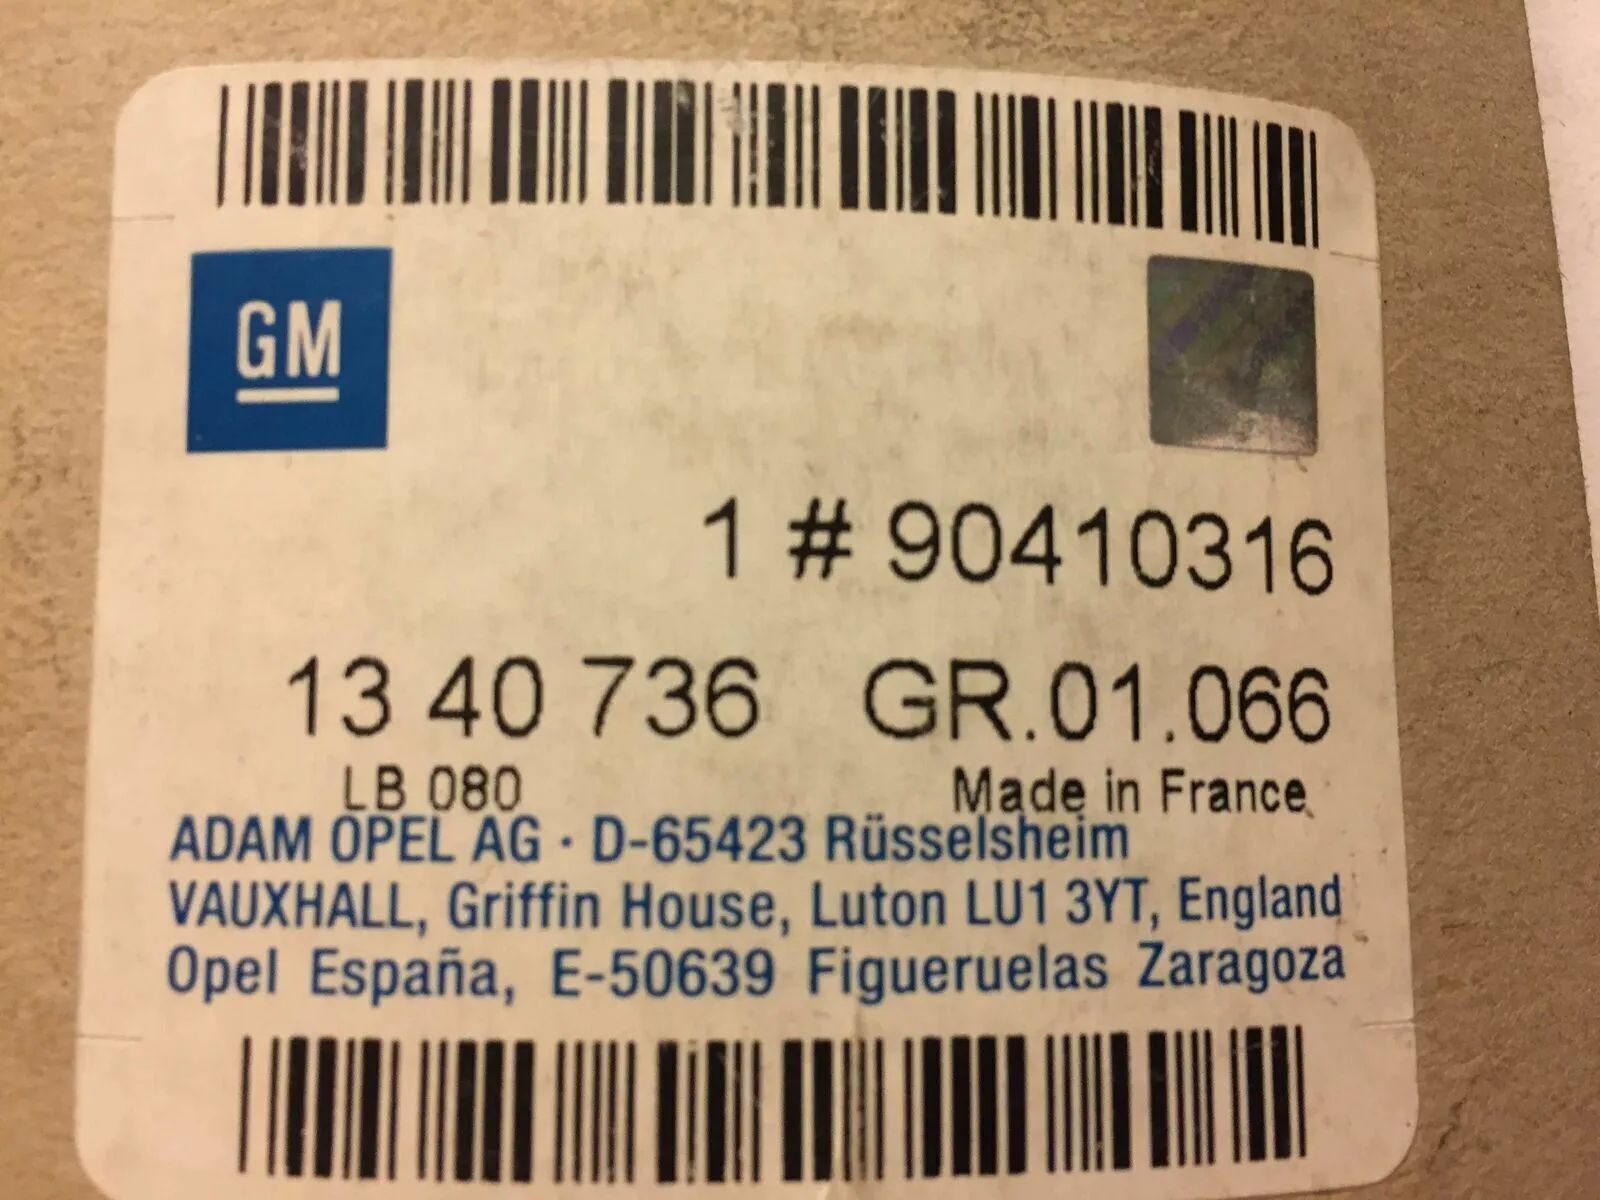 GM
1 # 90410316
13 40 736 GR.01.066
LB 080 Made in France
ADAM OPEL AG · D-65423 Rüsselsheim
VAUXHALL, Griffin House, Luton LU1 3YT, England
Opel España, E-50639 Figueruelas Zaragoza